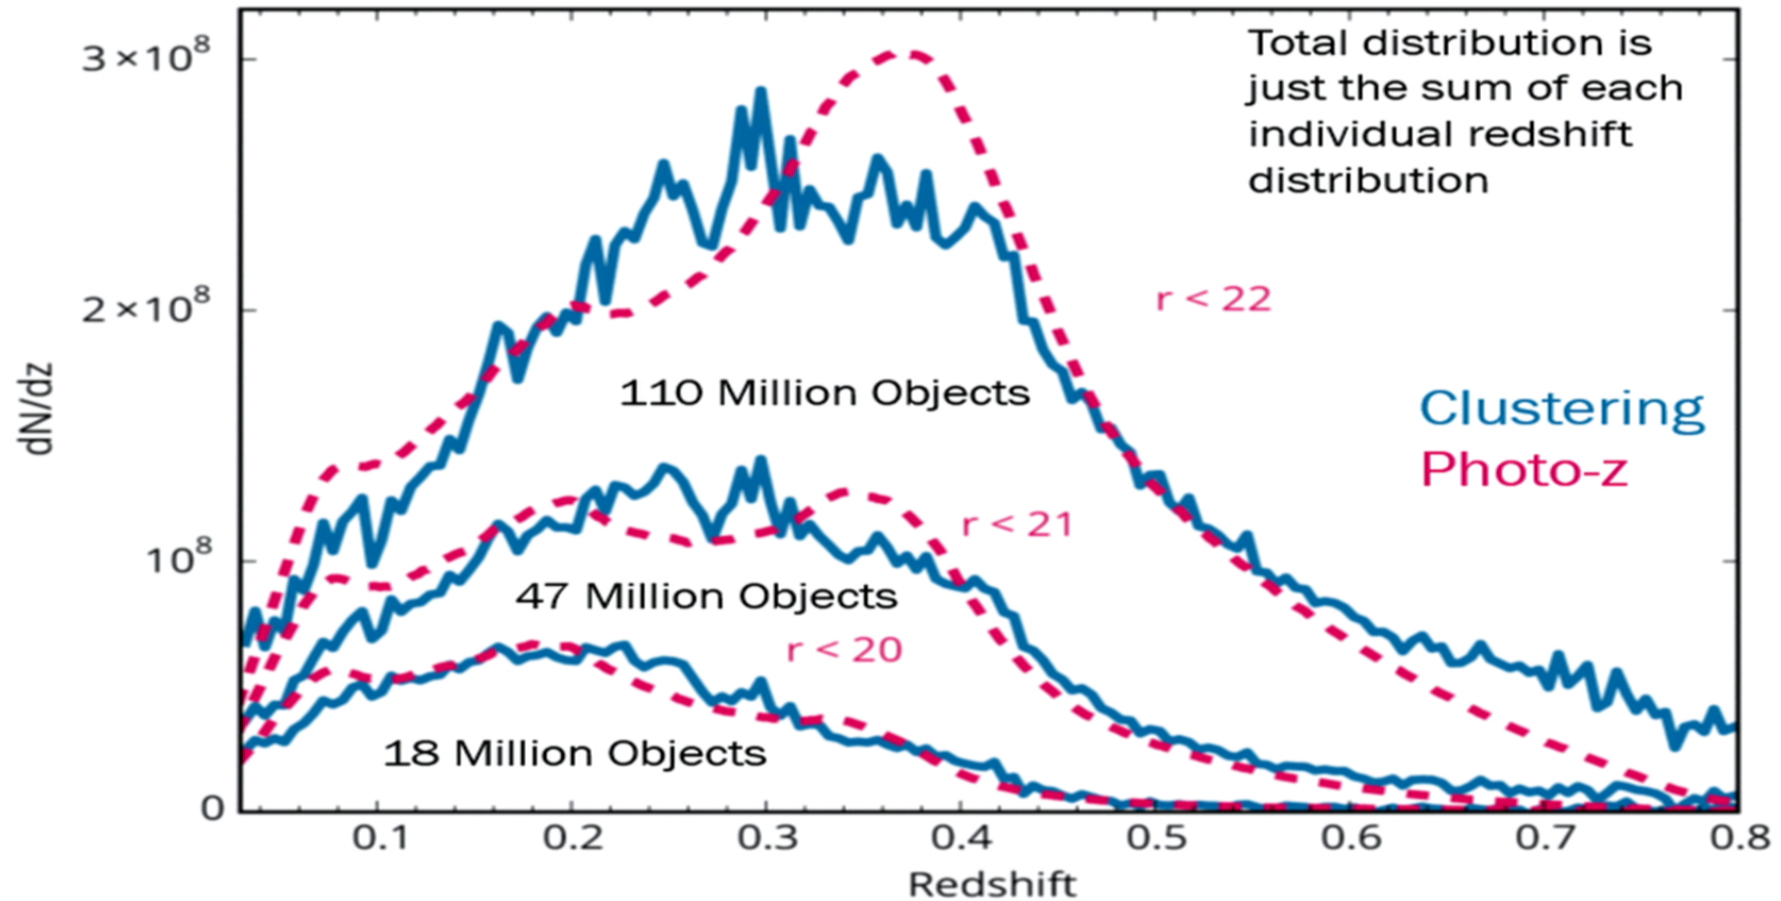 3×10⁸
2×10⁸
10⁸
0
dN/dz
Total distribution is
just the sum of each
individual redshift
distribution
r < 22
110 Million Objects
Clustering
Photo-z
r < 21
47 Million Objects
r < 20
18 Million Objects
0.1 0.2 0.3 0.4 0.5 0.6 0.7 0.8
Redshift